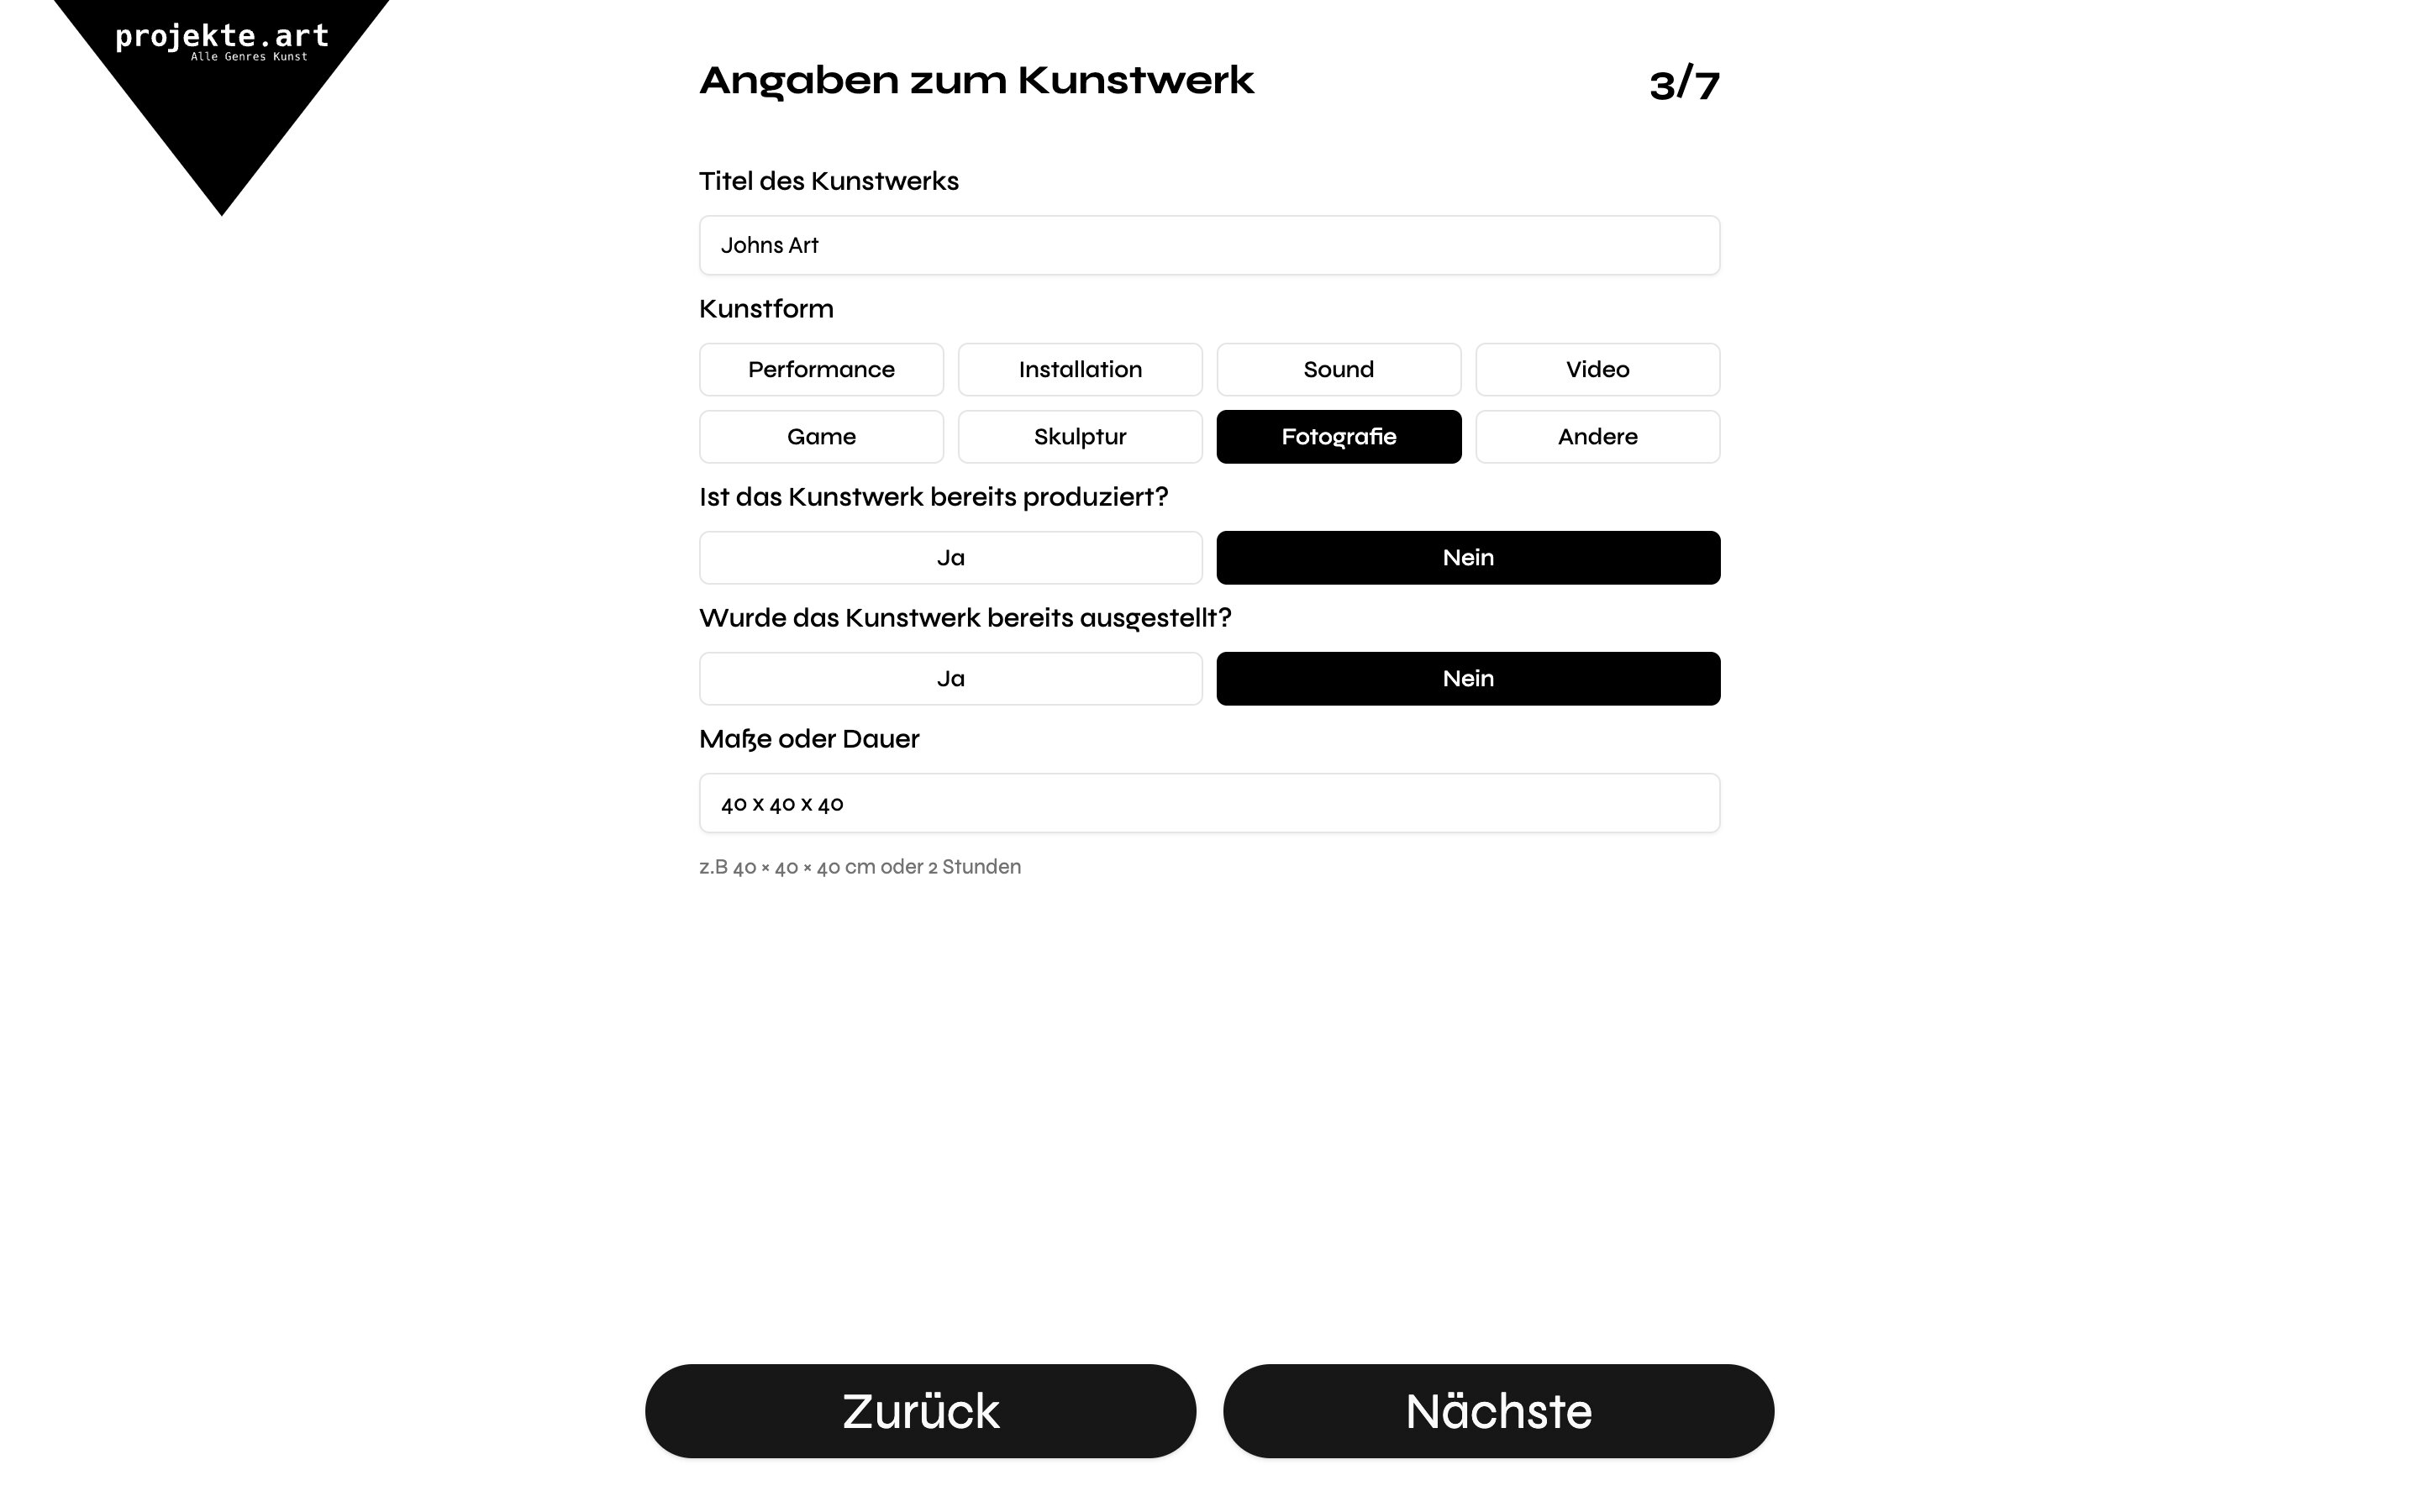 projekte.art
Alle Genres Kunst
Angaben zum Kunstwerk
3/7
Titel des Kunstwerks
Johns Art
Kunstform
Performance
Installation
Sound
Video
Game
Skulptur
Fotografie
Andere
Ist das Kunstwerk bereits produziert?
Ja
Nein
Wurde das Kunstwerk bereits ausgestellt?
Ja
Nein
Maße oder Dauer
40 x 40 x 40
z.B 40 × 40 × 40 cm oder 2 Stunden
Zurück
Nächste